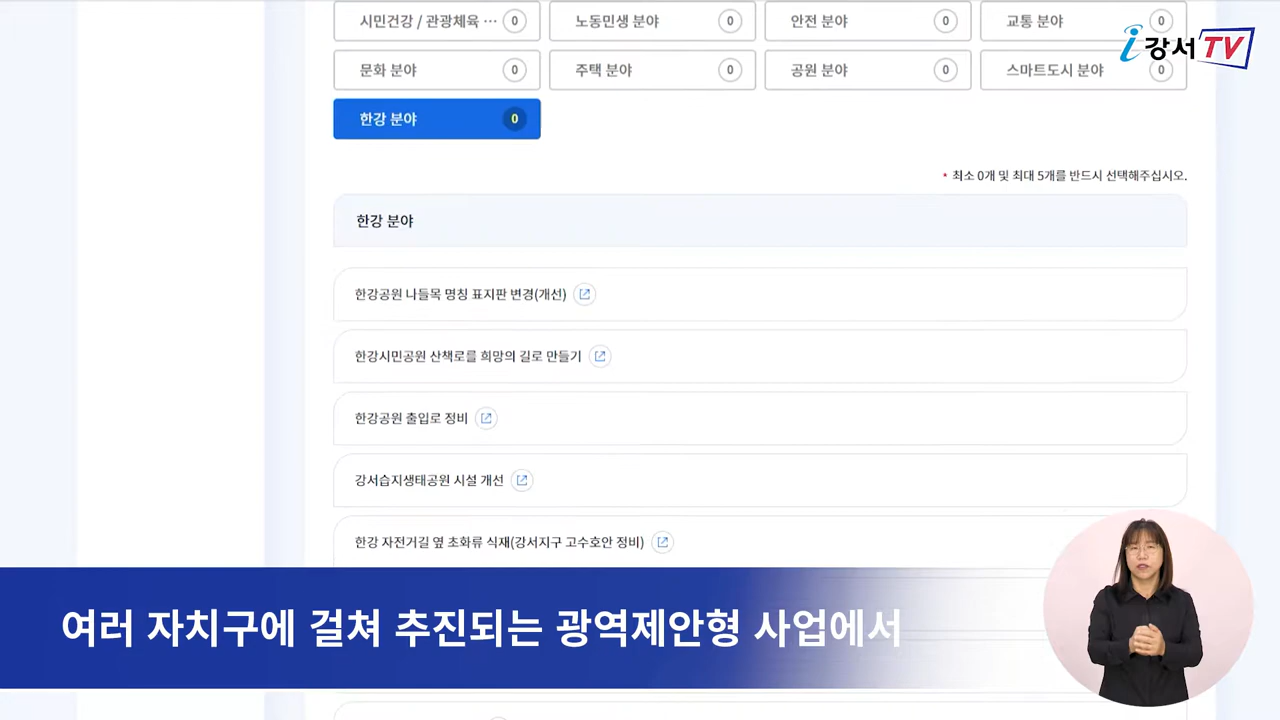 시민건강 / 관광체육 ··· 0
노동민생 분야 0
안전 분야 0
교통 분야 0
i강서TV
문화 분야 0
주택 분야 0
공원 분야 0
스마트도시 분야 0
한강 분야 0
• 최소 0개 및 최대 5개를 반드시 선택해주십시오.
한강 분야
한강공원 나들목 명칭 표지판 변경(개선)
한강시민공원 산책로를 희망의 길로 만들기
한강공원 출입로 정비
강서습지생태공원 시설 개선
한강 자전거길 옆 초화류 식재(강서지구 고수호안 정비)
여러 자치구에 걸쳐 추진되는 광역제안형 사업에서